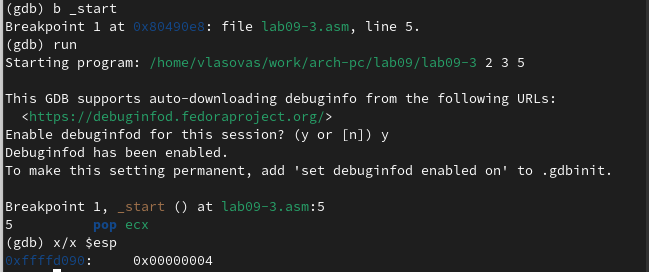 (gdb) b _start
Breakpoint 1 at 0x80490e8: file lab09-3.asm, line 5.
(gdb) run
Starting program: /home/vlasovas/work/arch-pc/lab09/lab09-3 2 3 5

This GDB supports auto-downloading debuginfo from the following URLs:
  <https://debuginfod.fedoraproject.org/>
Enable debuginfod for this session? (y or [n]) y
Debuginfod has been enabled.
To make this setting permanent, add 'set debuginfod enabled on' to .gdbinit.

Breakpoint 1, _start () at lab09-3.asm:5
5           pop ecx
(gdb) x/x $esp
0xffffd090:     0x00000004